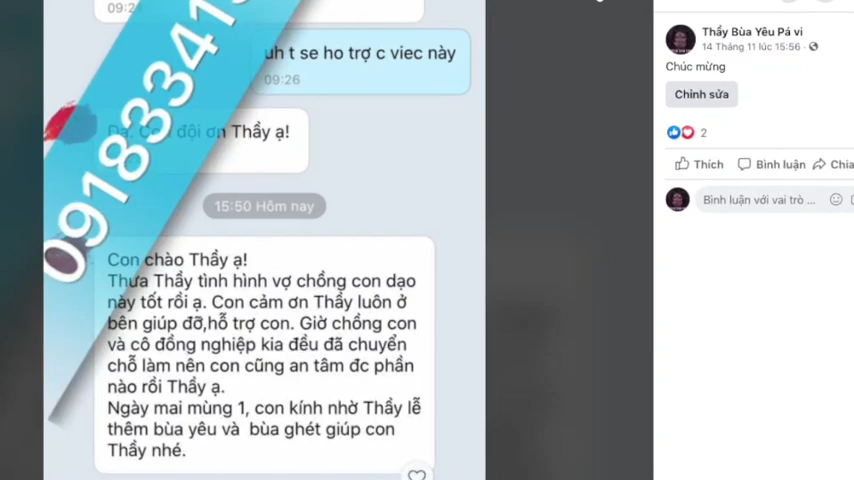 09:2
uh t se ho trợ c viec này
09:26
Dạ. Con đội ơn Thầy ạ!
15:50 Hôm nay
Con chào Thầy ạ!
Thưa Thầy tình hình vợ chồng con dạo
này tốt rồi ạ. Con cảm ơn Thầy luôn ở
bên giúp đỡ,hỗ trợ con. Giờ chồng con
và cô đồng nghiệp kia đều đã chuyển
chỗ làm nên con cũng an tâm đc phần
nào rồi Thầy ạ.
Ngày mai mùng 1, con kính nhờ Thầy lễ
thêm bùa yêu và bùa ghét giúp con
Thầy nhé.
09183341
Thầy Bùa Yêu Pá vi
14 Tháng 11 lúc 15:56 ·
Chúc mừng
Chỉnh sửa
2
Thích Bình luận Chia
Bình luận với vai trò ...